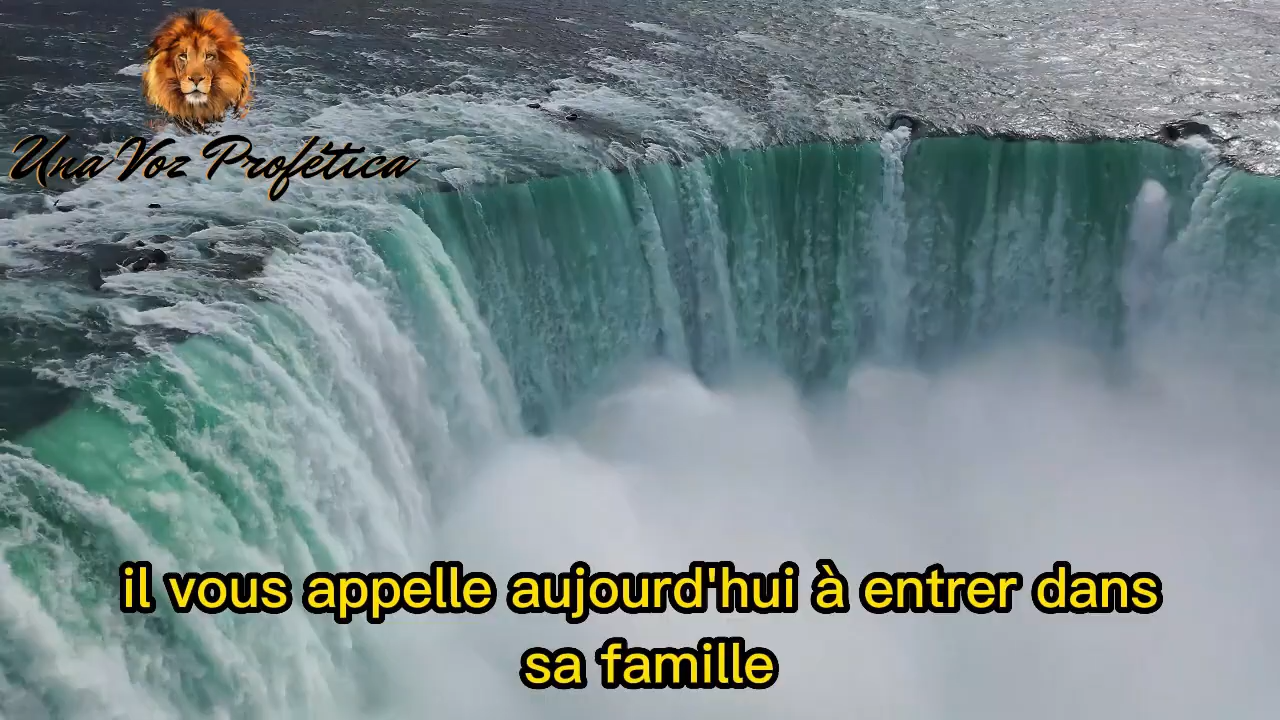 Una Voz Profética
il vous appelle aujourd'hui à entrer dans
sa famille